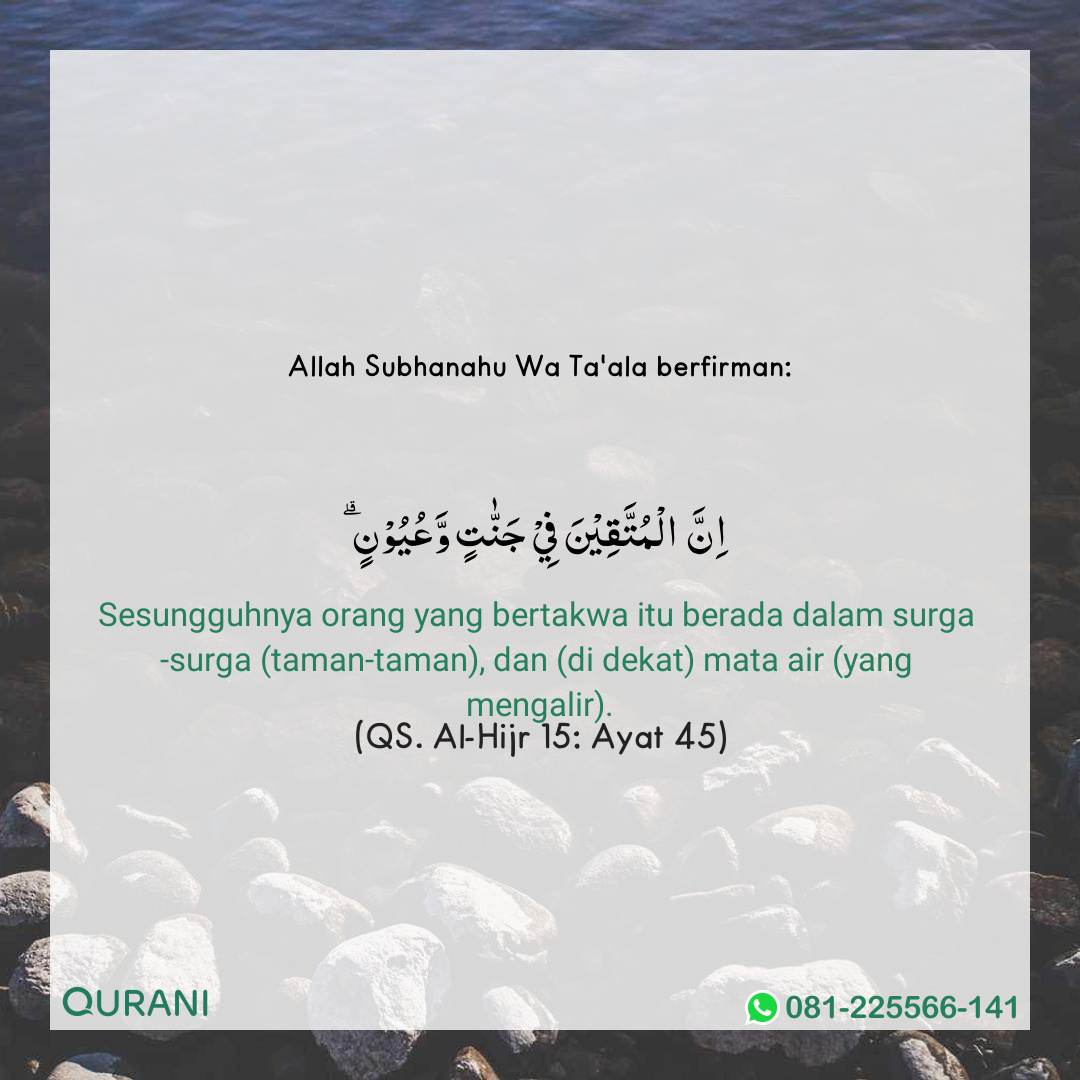 Allah Subhanahu Wa Ta'ala berfirman:
اِنَّ الْمُتَّقِيْنَ فِيْ جَنّٰتٍ وَّعُيُوْنٍۗ
Sesungguhnya orang yang bertakwa itu berada dalam surga
-surga (taman-taman), dan (di dekat) mata air (yang
mengalir).
(QS. Al-Hijr 15: Ayat 45)
QURANI
081-225566-141